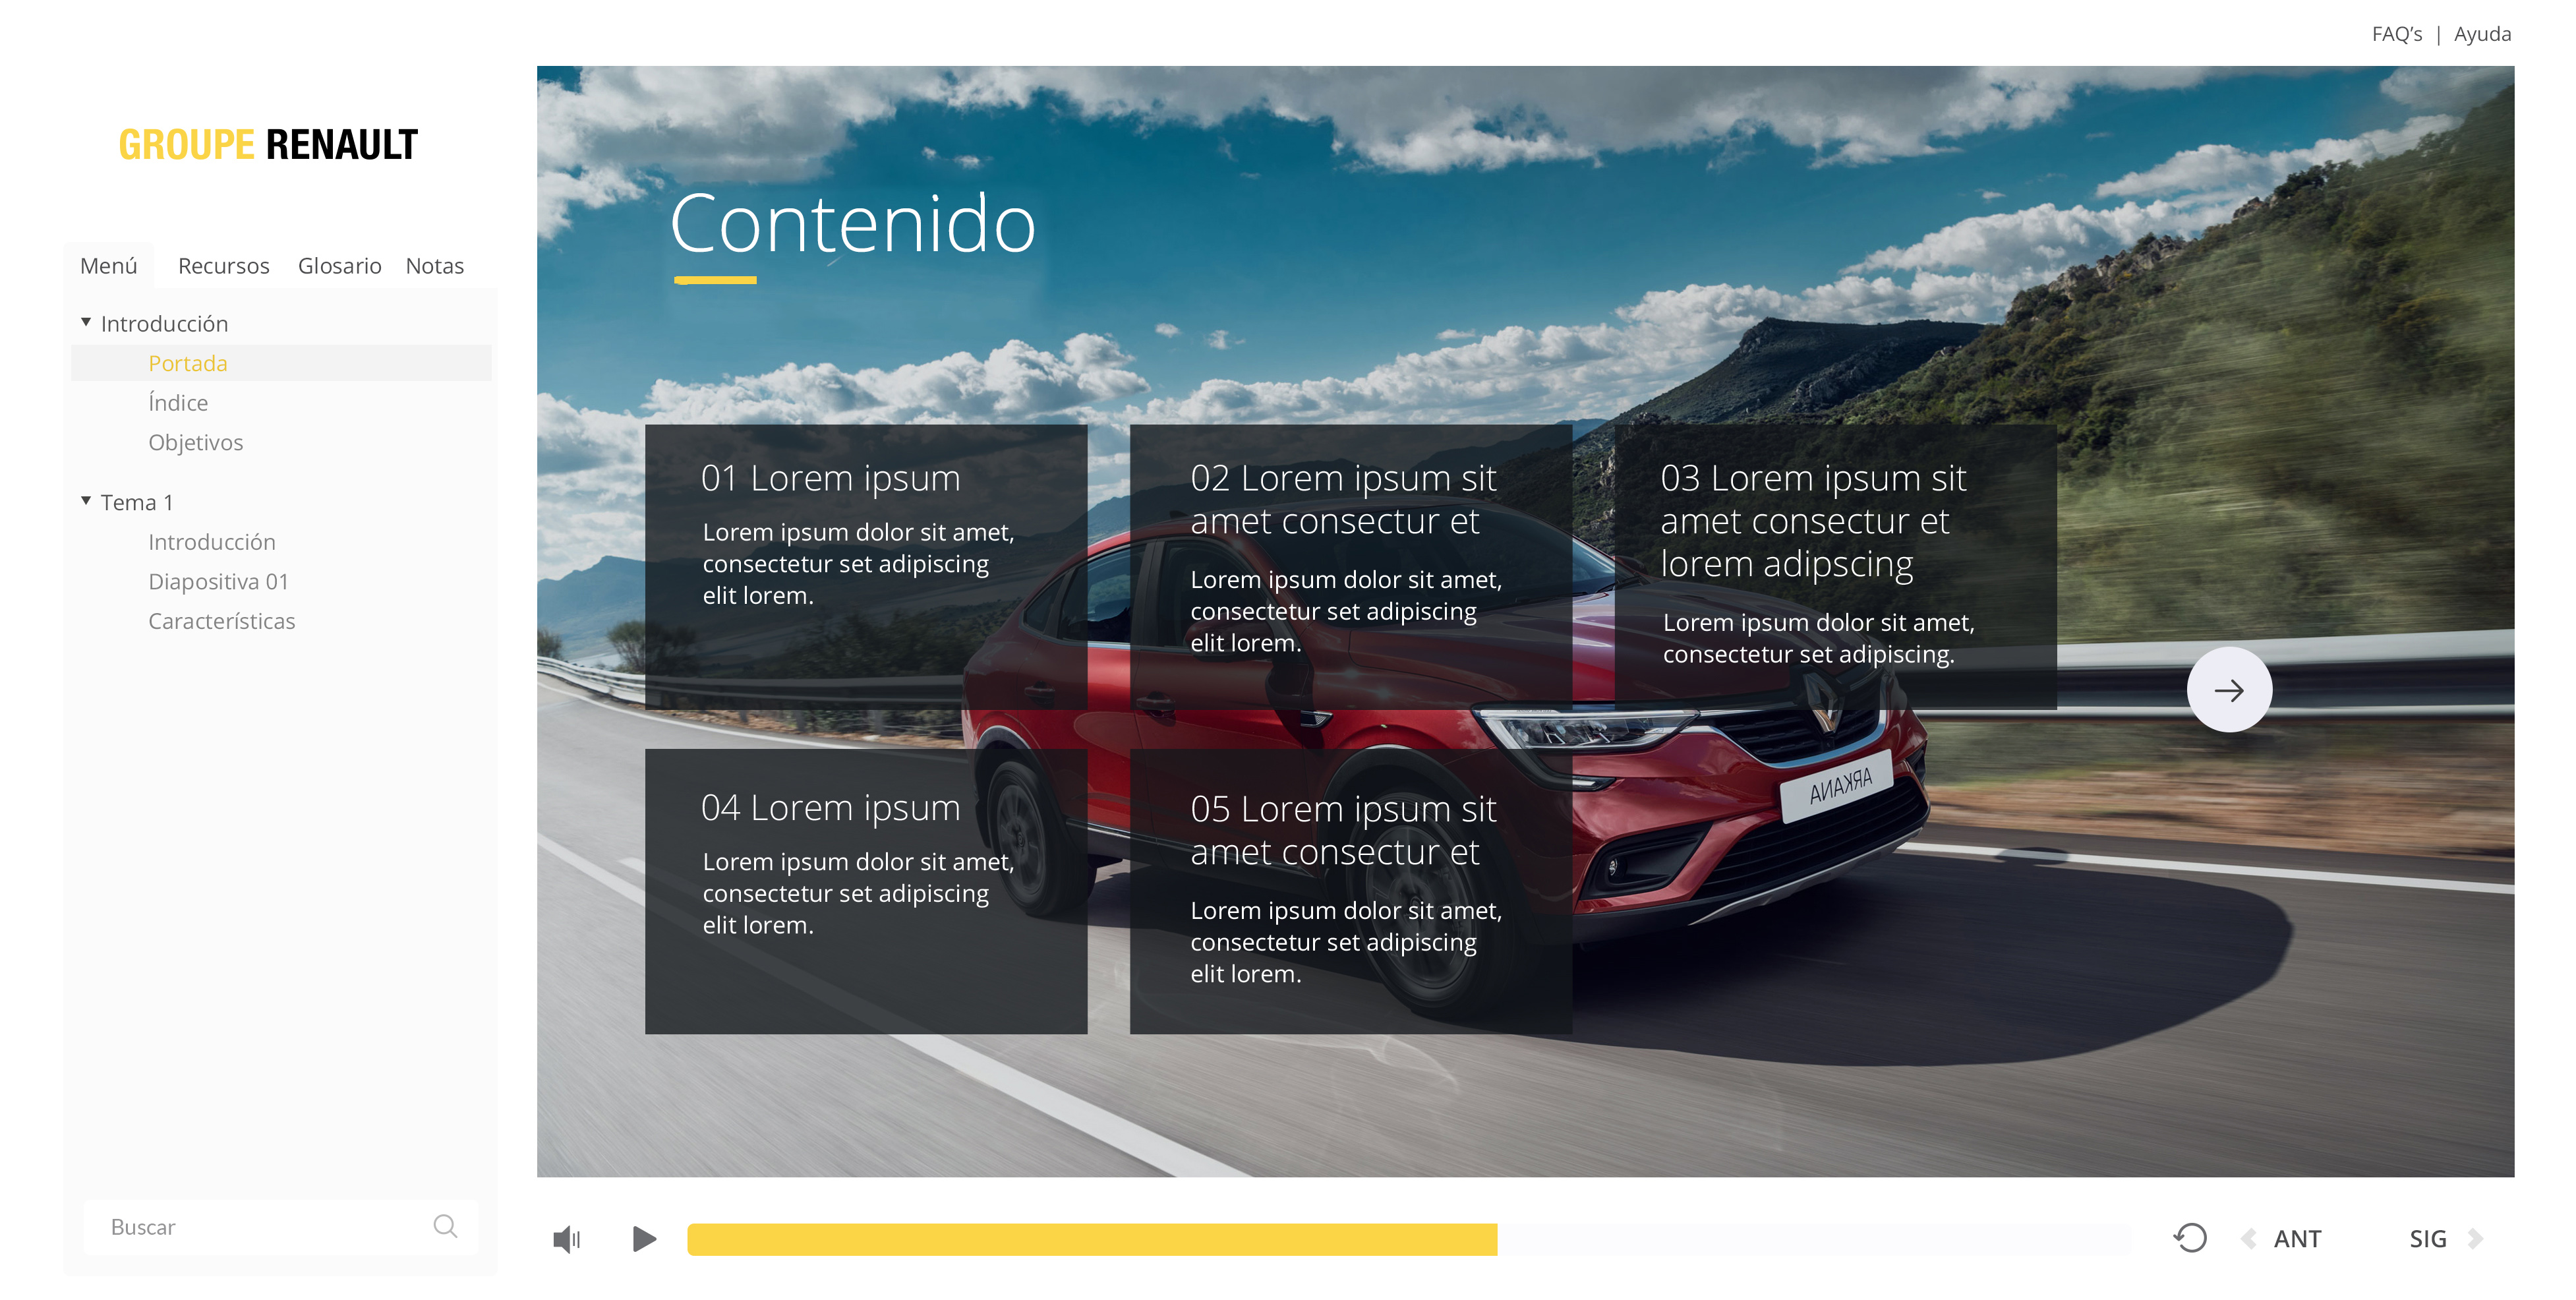 FAQ’s | Ayuda
GROUPE RENAULT
Menú Recursos Glosario Notas
Introducción
Portada
Índice
Objetivos
Tema 1
Introducción
Diapositiva 01
Características
Buscar
Contenido
01 Lorem ipsum
Lorem ipsum dolor sit amet,
consectetur set adipiscing
elit lorem.
02 Lorem ipsum sit
amet consectur et
Lorem ipsum dolor sit amet,
consectetur set adipiscing
elit lorem.
03 Lorem ipsum sit
amet consectur et
lorem adipscing
Lorem ipsum dolor sit amet,
consectetur set adipiscing.
04 Lorem ipsum
Lorem ipsum dolor sit amet,
consectetur set adipiscing
elit lorem.
05 Lorem ipsum sit
amet consectur et
Lorem ipsum dolor sit amet,
consectetur set adipiscing
elit lorem.
ARKANA
ANT SIG